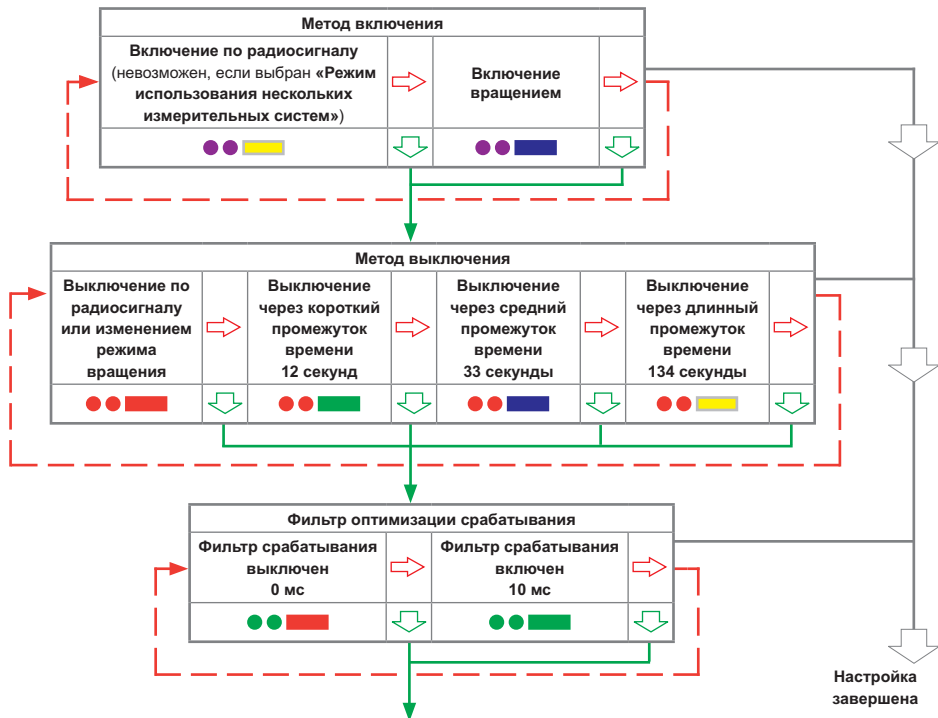 Метод включения
Включение по радиосигналу
(невозможен, если выбран «Режим
использования нескольких
измерительных систем»)
Включение
вращением
Метод выключения
Выключение по
радиосигналу
или изменением
режима
вращения
Выключение
через короткий
промежуток
времени
12 секунд
Выключение
через средний
промежуток
времени
33 секунды
Выключение
через длинный
промежуток
времени
134 секунды
Фильтр оптимизации срабатывания
Фильтр срабатывания
выключен
0 мс
Фильтр срабатывания
включен
10 мс
Настройка
завершена